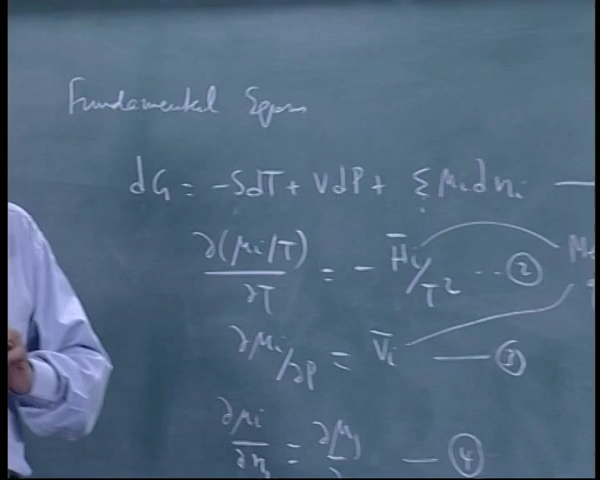 Fundamental Eqns
dG = -SdT + VdP + Σ μi dni —
i
∂(μi/T)/∂T = - H̄i/T² ... ②
∂μi/∂P = V̄i — ③
∂μi/∂nj = ∂μj/∂ — ④